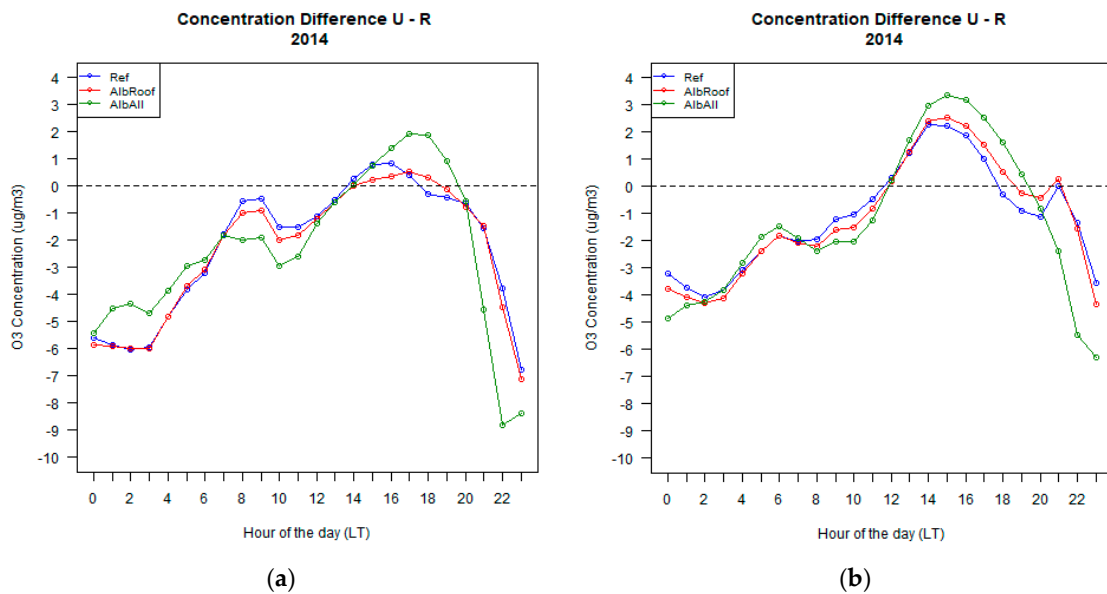 Concentration Difference U - R
2014
Ref
AlbRoof
AlbAll
4
3
2
1
0
-1
-2
-3
-4
-5
-6
-7
-8
-9
-10
O3 Concentration (ug/m3)
0 2 4 6 8 10 12 14 16 18 20 22
Hour of the day (LT)
(a)
Concentration Difference U - R
2014
Ref
AlbRoof
AlbAll
4
3
2
1
0
-1
-2
-3
-4
-5
-6
-7
-8
-9
-10
O3 Concentration (ug/m3)
0 2 4 6 8 10 12 14 16 18 20 22
Hour of the day (LT)
(b)